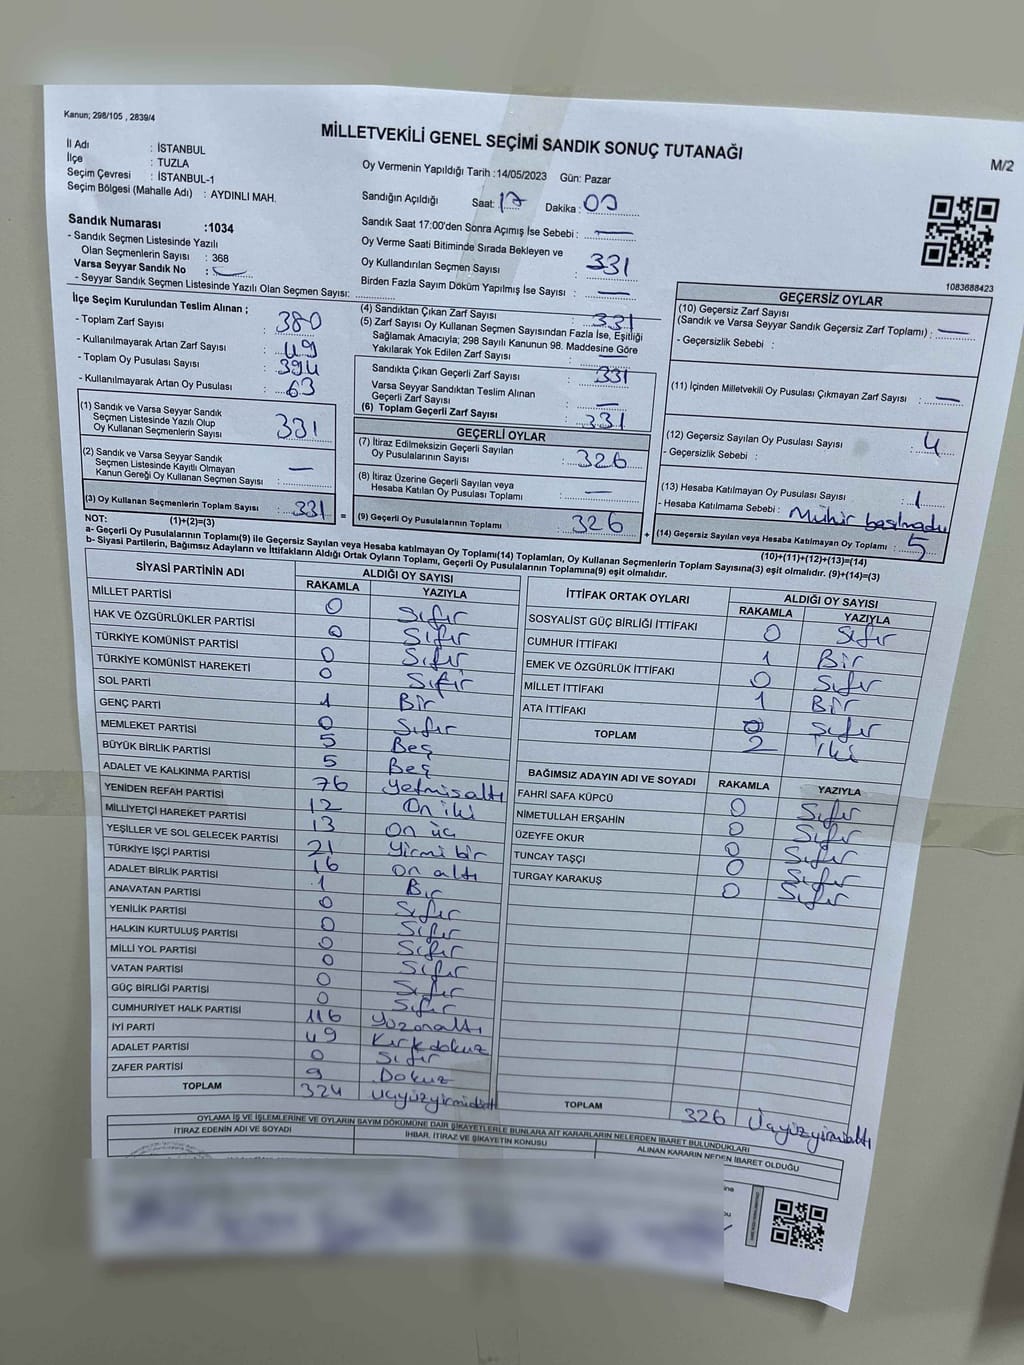 Kanun; 298/105 , 2839/4
MİLLETVEKİLİ GENEL SEÇİMİ SANDIK SONUÇ TUTANAĞI
M/2
İl Adı : İSTANBUL
İlçe : TUZLA
Seçim Çevresi : İSTANBUL-1
Seçim Bölgesi (Mahalle Adı) : AYDINLI MAH.
Oy Vermenin Yapıldığı Tarih :14/05/2023 Gün: Pazar
Sandığın Açıldığı Saat: 17 Dakika :
Sandık Saat 17:00'den Sonra Açımış İse Sebebi : —
Oy Verme Saati Bitiminde Sırada Bekleyen ve
Oy Kullandırılan Seçmen Sayısı : 331
Birden Fazla Sayım Döküm Yapılmış İse Sayısı : —
Sandık Numarası :1034
- Sandık Seçmen Listesinde Yazılı
Olan Seçmenlerin Sayısı : 368
Varsa Seyyar Sandık No : —
- Seyyar Sandık Seçmen Listesinde Yazılı Olan Seçmen Sayısı:
1083688423
İlçe Seçim Kurulundan Teslim Alınan ;
- Toplam Zarf Sayısı : 380
- Kullanılmayarak Artan Zarf Sayısı : 49
- Toplam Oy Pusulası Sayısı : 394
- Kullanılmayarak Artan Oy Pusulası : 63
(1) Sandık ve Varsa Seyyar Sandık
Seçmen Listesinde Yazılı Olup
Oy Kullanan Seçmenlerin Sayısı : 331
(2) Sandık ve Varsa Seyyar Sandık
Seçmen Listesinde Kayıtlı Olmayan
Kanun Gereği Oy Kullanan Seçmen Sayısı : —
(3) Oy Kullanan Seçmenlerin Toplam Sayısı : 331
(4) Sandıktan Çıkan Zarf Sayısı : 331
(5) Zarf Sayısı Oy Kullanan Seçmen Sayısından Fazla İse, Eşitliği
Sağlamak Amacıyla; 298 Sayılı Kanunun 98. Maddesine Göre
Yakılarak Yok Edilen Zarf Sayısı : —
Sandıkta Çıkan Geçerli Zarf Sayısı : 331
Varsa Seyyar Sandıktan Teslim Alınan
Geçerli Zarf Sayısı : —
(6) Toplam Geçerli Zarf Sayısı : 331
GEÇERLİ OYLAR
(7) İtiraz Edilmeksizin Geçerli Sayılan
Oy Pusulalarının Sayısı : 326
(8) İtiraz Üzerine Geçerli Sayılan veya
Hesaba Katılan Oy Pusulası Toplamı : —
= (9) Geçerli Oy Pusulalarının Toplamı : 326 +
GEÇERSİZ OYLAR
(10) Geçersiz Zarf Sayısı
(Sandık ve Varsa Seyyar Sandık Geçersiz Zarf Toplamı) : —
- Geçersizlik Sebebi :
(11) İçinden Milletvekili Oy Pusulası Çıkmayan Zarf Sayısı : —
(12) Geçersiz Sayılan Oy Pusulası Sayısı : 4
- Geçersizlik Sebebi :
(13) Hesaba Katılmayan Oy Pusulası Sayısı : 1
- Hesaba Katılmama Sebebi : Mühir basılmadu
(14) Geçersiz Sayılan veya Hesaba Katılmayan Oy Toplamı : 5
NOT: (1)+(2)=(3)
(10)+(11)+(12)+(13)=(14)
a- Geçerli Oy Pusulalarının Toplamı(9) ile Geçersiz Sayılan veya Hesaba katılmayan Oy Toplamı(14) Toplamları, Oy Kullanan Seçmenlerin Toplam Sayısına(3) eşit olmalıdır. (9)+(14)=(3)
b- Siyasi Partilerin, Bağımsız Adayların ve İttifakların Aldığı Ortak Oyların Toplamı, Geçerli Oy Pusulalarının Toplamına(9) eşit olmalıdır.
SİYASİ PARTİNİN ADI ALDIĞI OY SAYISI
RAKAMLA YAZIYLA
MİLLET PARTİSİ 0 Sıfır
HAK VE ÖZGÜRLÜKLER PARTİSİ 0 Sıfır
TÜRKİYE KOMÜNİST PARTİSİ 0 Sıfır
TÜRKİYE KOMÜNİST HAREKETİ 0 Sıfır
SOL PARTİ 1 Bir
GENÇ PARTİ 0 Sıfır
MEMLEKET PARTİSİ 5 Beş
BÜYÜK BİRLİK PARTİSİ 5 Beş
ADALET VE KALKINMA PARTİSİ 76 Yetmisaltı
YENİDEN REFAH PARTİSİ 12 On iki
MİLLİYETÇİ HAREKET PARTİSİ 13 On üç
YEŞİLLER VE SOL GELECEK PARTİSİ 21 Yirmi bir
TÜRKİYE İŞÇİ PARTİSİ 16 on altı
ADALET BİRLİK PARTİSİ 1 Bir
ANAVATAN PARTİSİ 0 Sıfır
YENİLİK PARTİSİ 0 Sıfır
HALKIN KURTULUŞ PARTİSİ 0 Sıfır
MİLLİ YOL PARTİSİ 0 Sıfır
VATAN PARTİSİ 0 Sıfır
GÜÇ BİRLİĞİ PARTİSİ 0 Sıfır
CUMHURİYET HALK PARTİSİ 116 Yüzonaltı
İYİ PARTİ 49 Kırkdokuz
ADALET PARTİSİ 0 Sıfır
ZAFER PARTİSİ 9 Dokuz
TOPLAM 324
İTTİFAK ORTAK OYLARI ALDIĞI OY SAYISI
RAKAMLA YAZIYLA
SOSYALİST GÜÇ BİRLİĞİ İTTİFAKI 0 Sıfır
CUMHUR İTTİFAKI 1 Bir
EMEK VE ÖZGÜRLÜK İTTİFAKI 0 Sıfır
MİLLET İTTİFAKI 1 Bir
ATA İTTİFAKI 0 Sıfır
TOPLAM 2 iki
BAĞIMSIZ ADAYIN ADI VE SOYADI RAKAMLA YAZIYLA
FAHRİ SAFA KÜPCÜ 0 Sıfır
NİMETULLAH ERŞAHİN 0 Sıfır
ÜZEYFE OKUR 0 Sıfır
TUNCAY TAŞÇI 0 Sıfır
TURGAY KARAKUŞ 0 Sıfır
TOPLAM 326 Üçyüzyirmialtı
OYLAMA İŞ VE İŞLEMLERİNE VE OYLARIN SAYIM DÖKÜMÜNE DAİR ŞİKAYETLERLE BUNLARA AİT KARARLARIN NELERDEN İBARET BULUNDUKLARI
İTİRAZ EDENİN ADI VE SOYADI İHBAR, İTİRAZ VE ŞİKAYETİN KONUSU ALINAN KARARIN NEDEN İBARET OLDUĞU